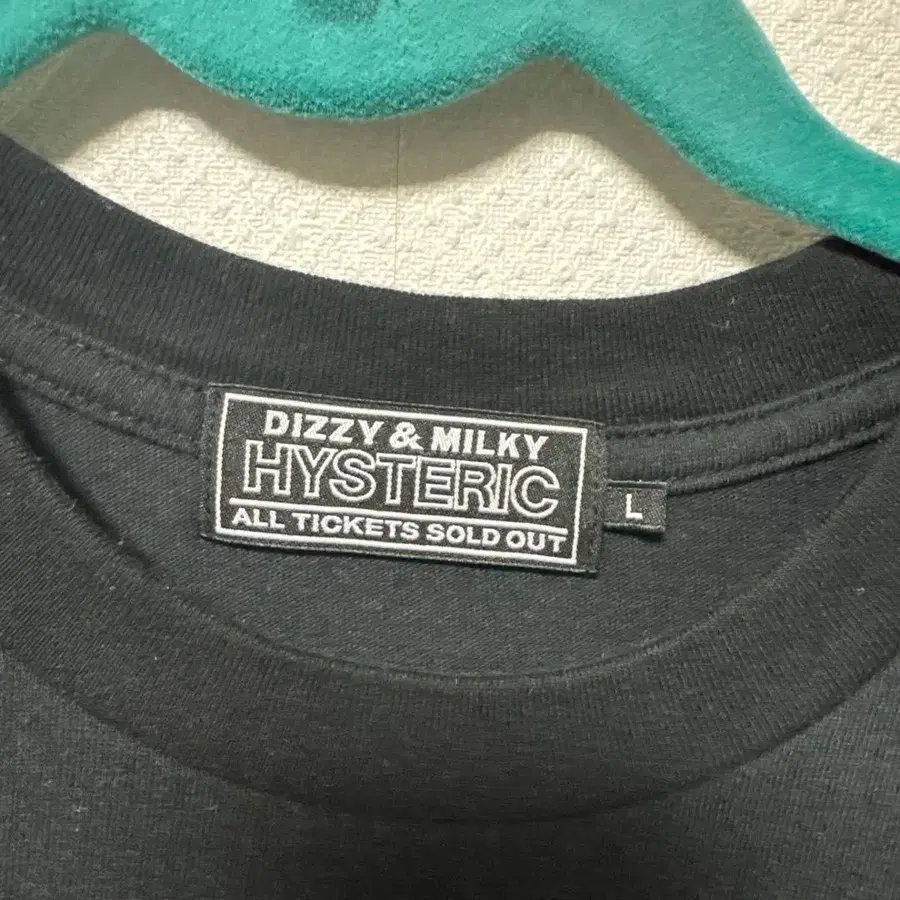 DIZZY & MILKY
HYSTERIC
ALL TICKETS SOLD OUT
L